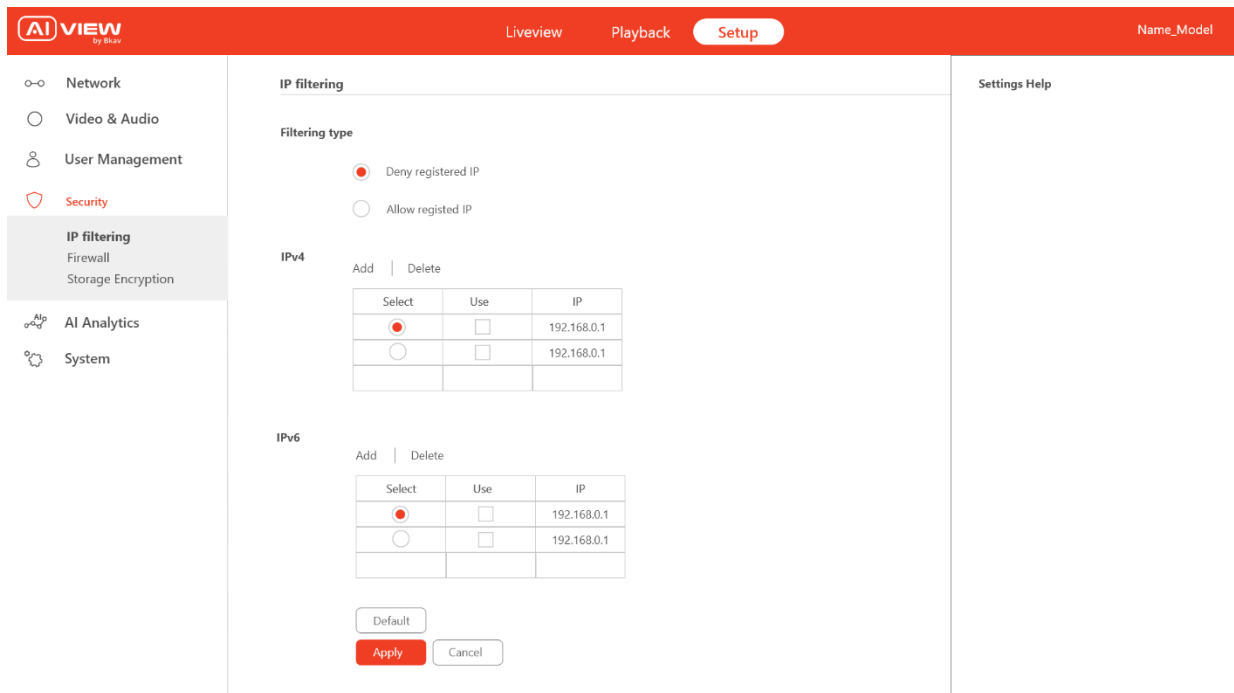 AI VIEW
by Bkav
Liveview Playback Setup
Name_Model
Network
Video & Audio
User Management
Security
IP filtering
Firewall
Storage Encryption
AI Analytics
System
IP filtering
Filtering type
Deny registered IP
Allow registed IP
IPv4
Add | Delete
Select Use IP
192.168.0.1
192.168.0.1
IPv6
Add | Delete
Select Use IP
192.168.0.1
192.168.0.1
Default
Apply Cancel
Settings Help